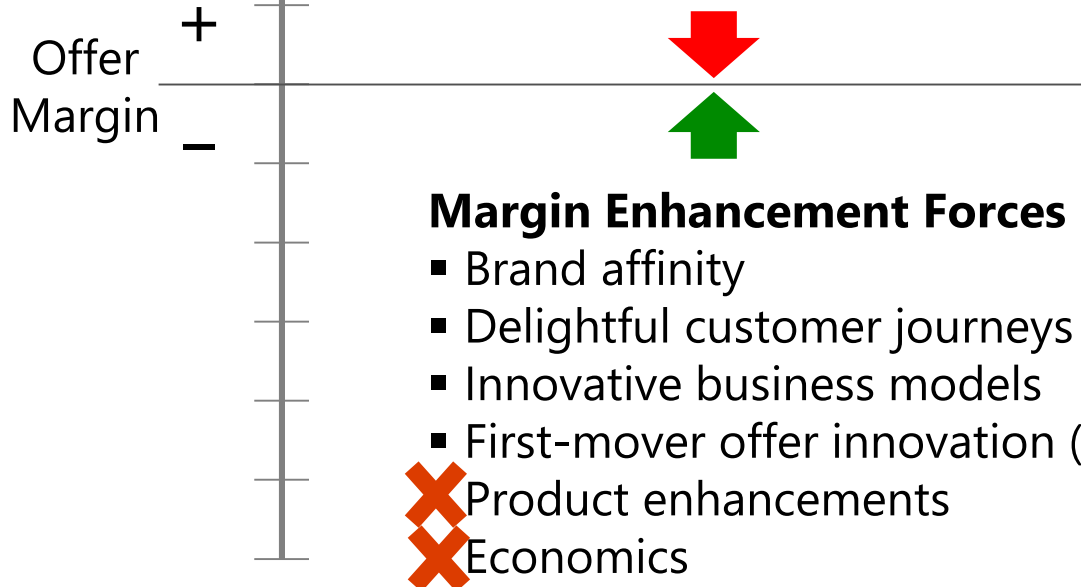 +
Offer
Margin
–
Margin Enhancement Forces
▪ Brand affinity
▪ Delightful customer journeys
▪ Innovative business models
▪ First-mover offer innovation (
Product enhancements
Economics